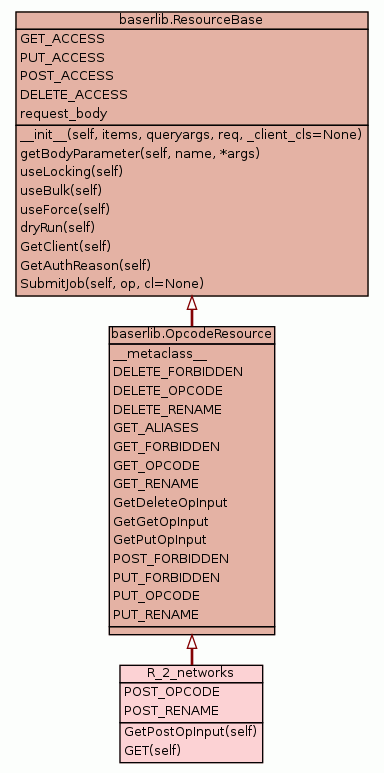 baserlib.ResourceBase
GET_ACCESS
PUT_ACCESS
POST_ACCESS
DELETE_ACCESS
request_body
__init__(self, items, queryargs, req, _client_cls=None)
getBodyParameter(self, name, *args)
useLocking(self)
useBulk(self)
useForce(self)
dryRun(self)
GetClient(self)
GetAuthReason(self)
SubmitJob(self, op, cl=None)
baserlib.OpcodeResource
__metaclass__
DELETE_FORBIDDEN
DELETE_OPCODE
DELETE_RENAME
GET_ALIASES
GET_FORBIDDEN
GET_OPCODE
GET_RENAME
GetDeleteOpInput
GetGetOpInput
GetPutOpInput
POST_FORBIDDEN
PUT_FORBIDDEN
PUT_OPCODE
PUT_RENAME
R_2_networks
POST_OPCODE
POST_RENAME
GetPostOpInput(self)
GET(self)